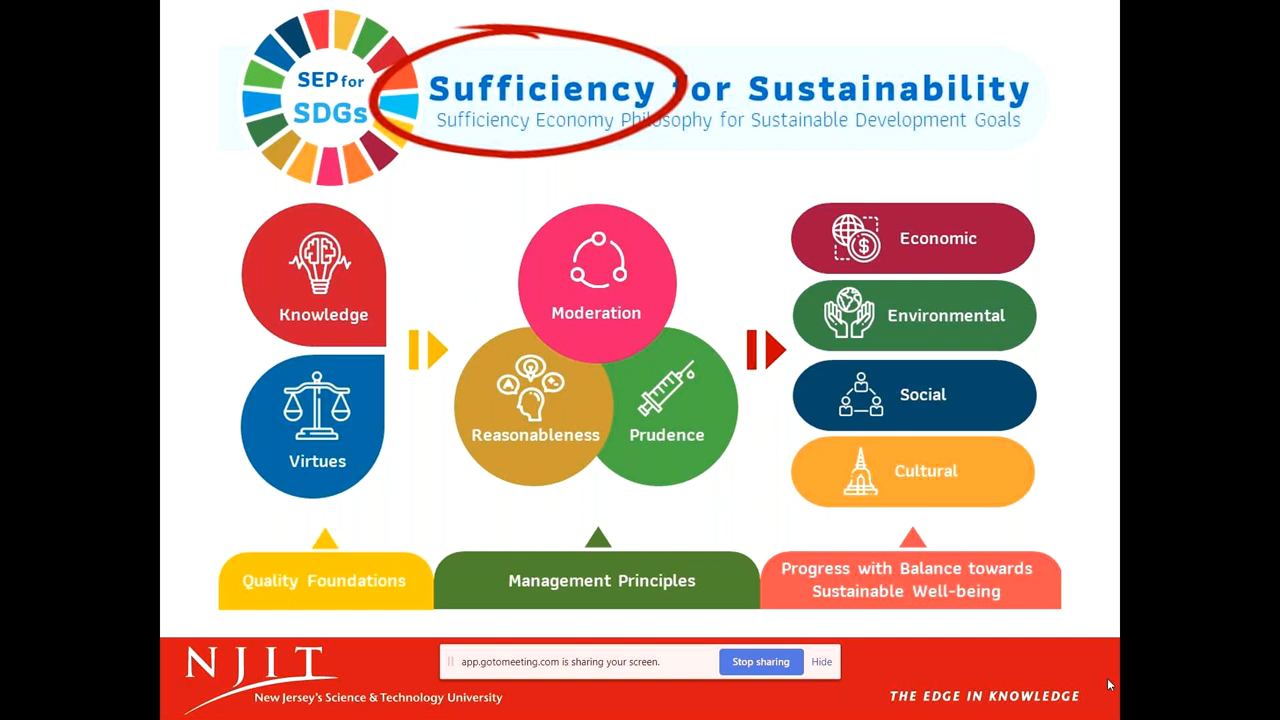 SEP for
SDGs
Sufficiency for Sustainability
Sufficiency Economy Philosophy for Sustainable Development Goals
Knowledge
Virtues
Moderation
Reasonableness
Prudence
$
Economic
Environmental
Social
Cultural
Quality Foundations
Management Principles
Progress with Balance towards
Sustainable Well-being
NJIT
New Jersey's Science & Technology University
app.gotomeeting.com is sharing your screen.
Stop sharing
Hide
THE EDGE IN KNOWLEDGE